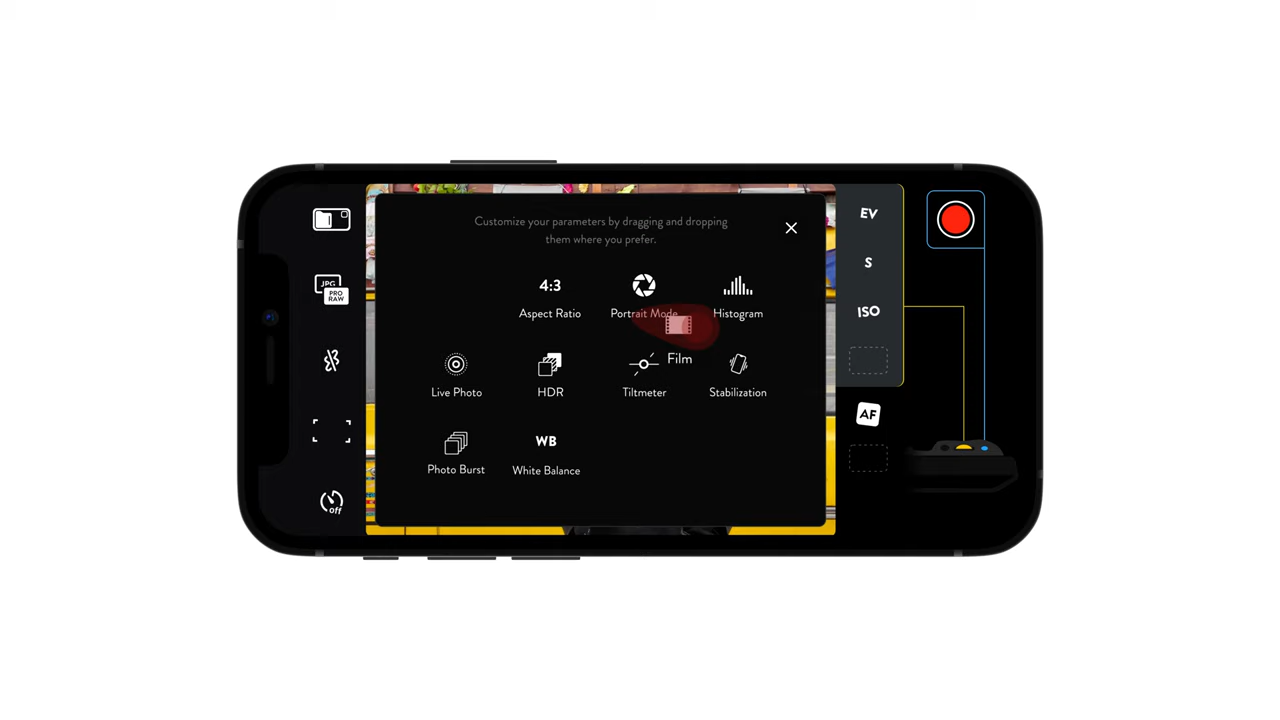 Customize your parameters by dragging and dropping
them where you prefer.
EV
S
ISO
AF
JPG
PRO
RAW
off
4:3
Aspect Ratio
Portrait Mode
Histogram
Film
Live Photo
HDR
Tiltmeter
Stabilization
Photo Burst
WB
White Balance